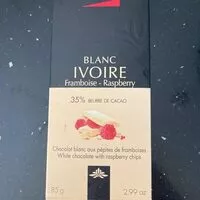 BLANC
IVOIRE
Framboise - Raspberry
35% BEURRE DE CACAO
Chocolat blanc aux pépites de framboises
White chocolate with raspberry chips
85 g 2.99 oz